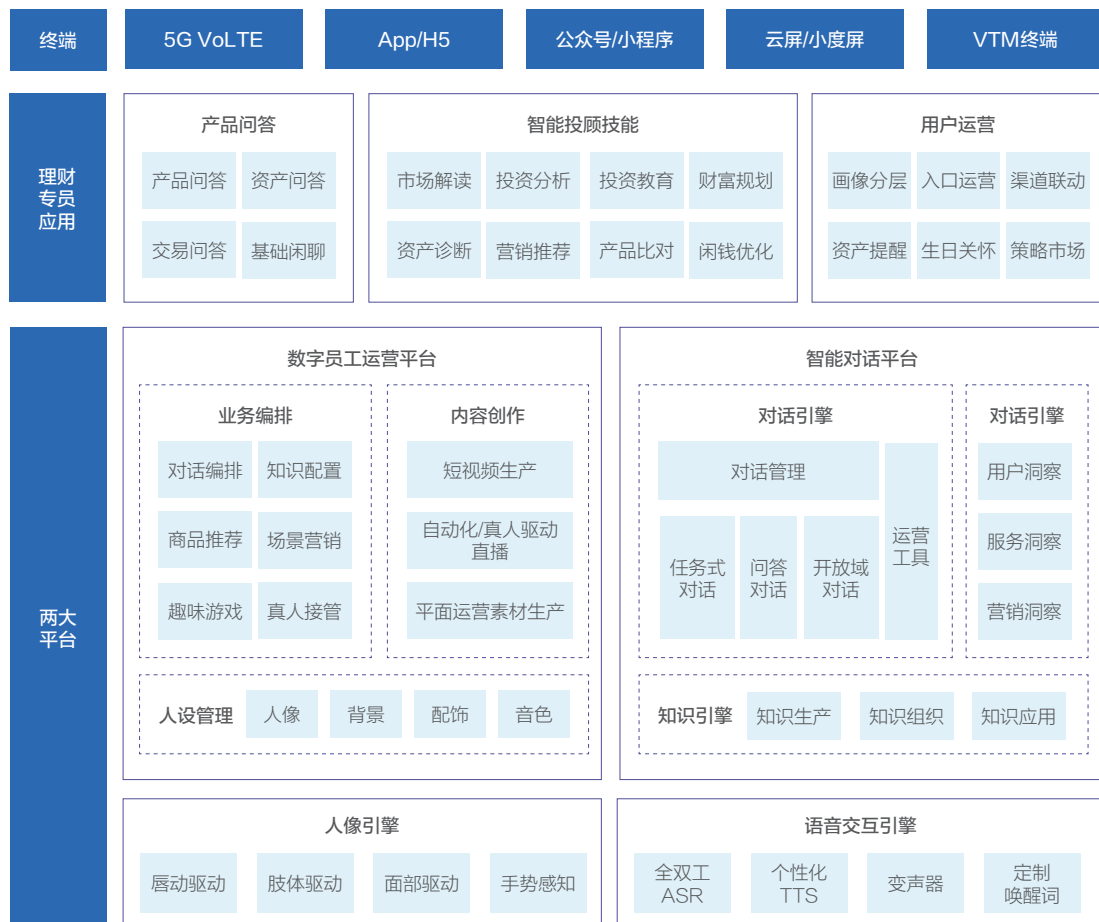 终端
5G VoLTE
App/H5
公众号/小程序
云屏/小度屏
VTM终端
理财
专员
应用
产品问答
产品问答
资产问答
交易问答
基础闲聊
智能投顾技能
市场解读
投资分析
投资教育
财富规划
资产诊断
营销推荐
产品比对
闲钱优化
用户运营
画像分层
入口运营
渠道联动
资产提醒
生日关怀
策略市场
两大
平台
数字员工运营平台
业务编排
对话编排
知识配置
商品推荐
场景营销
趣味游戏
真人接管
内容创作
短视频生产
自动化/真人驱动
直播
平面运营素材生产
人设管理
人像
背景
配饰
音色
智能对话平台
对话引擎
对话管理
任务式
对话
问答
对话
开放域
对话
运营
工具
对话引擎
用户洞察
服务洞察
营销洞察
知识引擎
知识生产
知识组织
知识应用
人像引擎
唇动驱动
肢体驱动
面部驱动
手势感知
语音交互引擎
全双工
ASR
个性化
TTS
变声器
定制
唤醒词